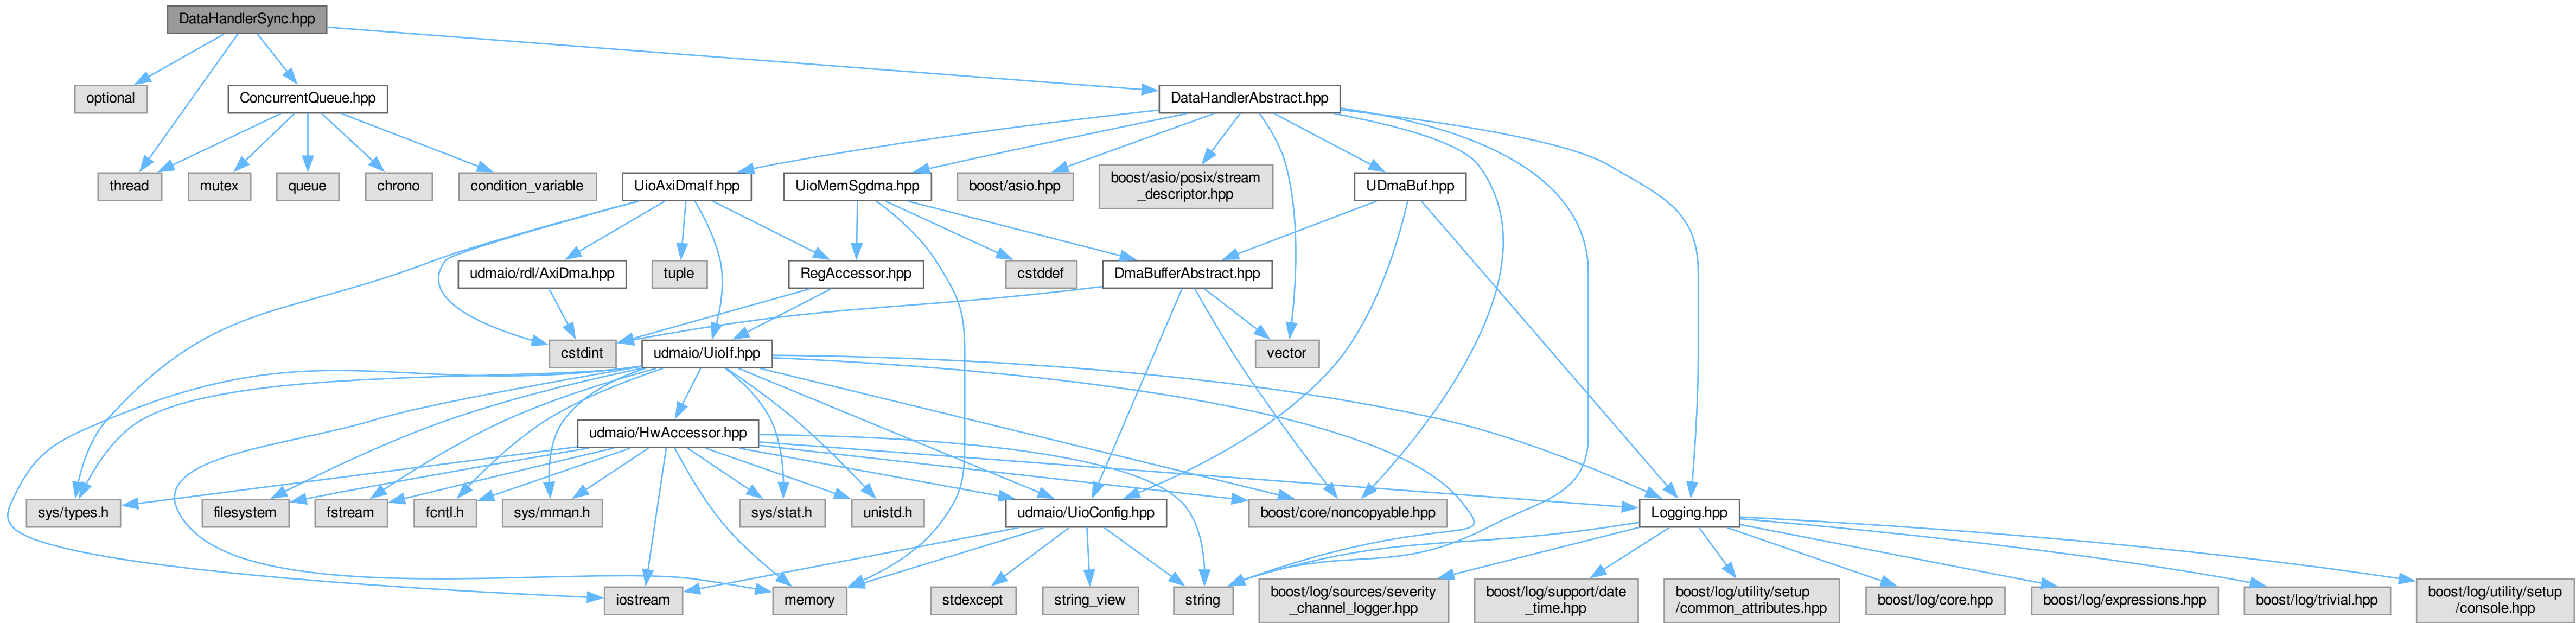 DataHandlerSync.hpp
optional
ConcurrentQueue.hpp
DataHandlerAbstract.hpp
thread
mutex
queue
chrono
condition_variable
UioAxiDmaIf.hpp
UioMemSgdma.hpp
boost/asio.hpp
boost/asio/posix/stream
_descriptor.hpp
UDmaBuf.hpp
udmaio/rdl/AxiDma.hpp
tuple
RegAccessor.hpp
cstddef
DmaBufferAbstract.hpp
cstdint
udmaio/UioIf.hpp
vector
udmaio/HwAccessor.hpp
sys/types.h
filesystem
fstream
fcntl.h
sys/mman.h
sys/stat.h
unistd.h
udmaio/UioConfig.hpp
boost/core/noncopyable.hpp
Logging.hpp
iostream
memory
stdexcept
string_view
string
boost/log/sources/severity
_channel_logger.hpp
boost/log/support/date
_time.hpp
boost/log/utility/setup
/common_attributes.hpp
boost/log/core.hpp
boost/log/expressions.hpp
boost/log/trivial.hpp
boost/log/utility/setup
/console.hpp